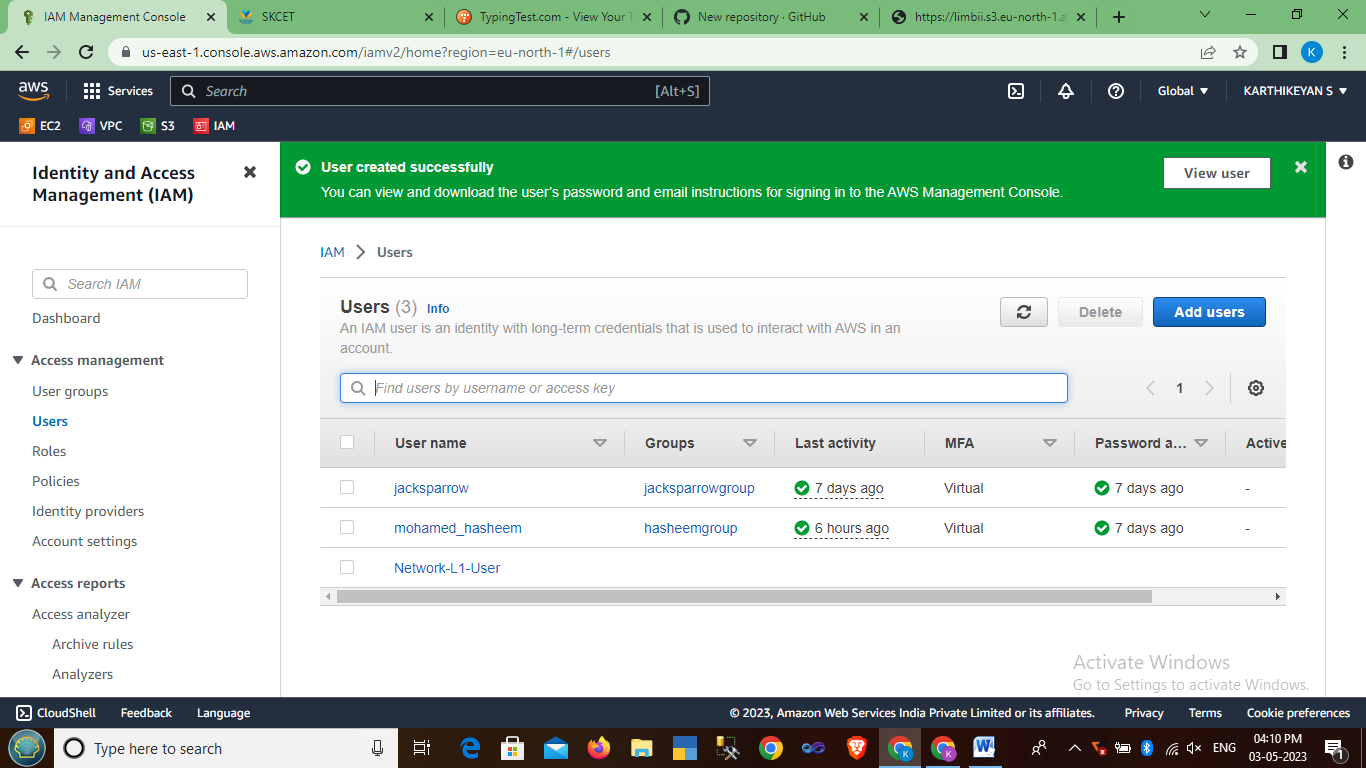 IAM Management Console
SKCET
TypingTest.com - View Your T
New repository · GitHub
https://limbii.s3.eu-north-1.a
us-east-1.console.aws.amazon.com/iamv2/home?region=eu-north-1#/users
K
aws
Services
Search
[Alt+S]
Global
KARTHIKEYAN S
EC2
VPC
S3
IAM
Identity and Access
Management (IAM)
Search IAM
Dashboard
Access management
User groups
Users
Roles
Policies
Identity providers
Account settings
Access reports
Access analyzer
Archive rules
Analyzers
User created successfully
You can view and download the user's password and email instructions for signing in to the AWS Management Console.
View user
IAM > Users
Users (3) Info
An IAM user is an identity with long-term credentials that is used to interact with AWS in an
account.
Delete
Add users
Find users by username or access key
1
User name Groups Last activity MFA Password a... Active
jacksparrow jacksparrowgroup 7 days ago Virtual 7 days ago -
mohamed_hasheem hasheemgroup 6 hours ago Virtual 7 days ago -
Network-L1-User
Activate Windows
Go to Settings to activate Windows.
CloudShell Feedback Language
© 2023, Amazon Web Services India Private Limited or its affiliates. Privacy Terms Cookie preferences
Type here to search
K
K
ENG
04:10 PM
03-05-2023
1